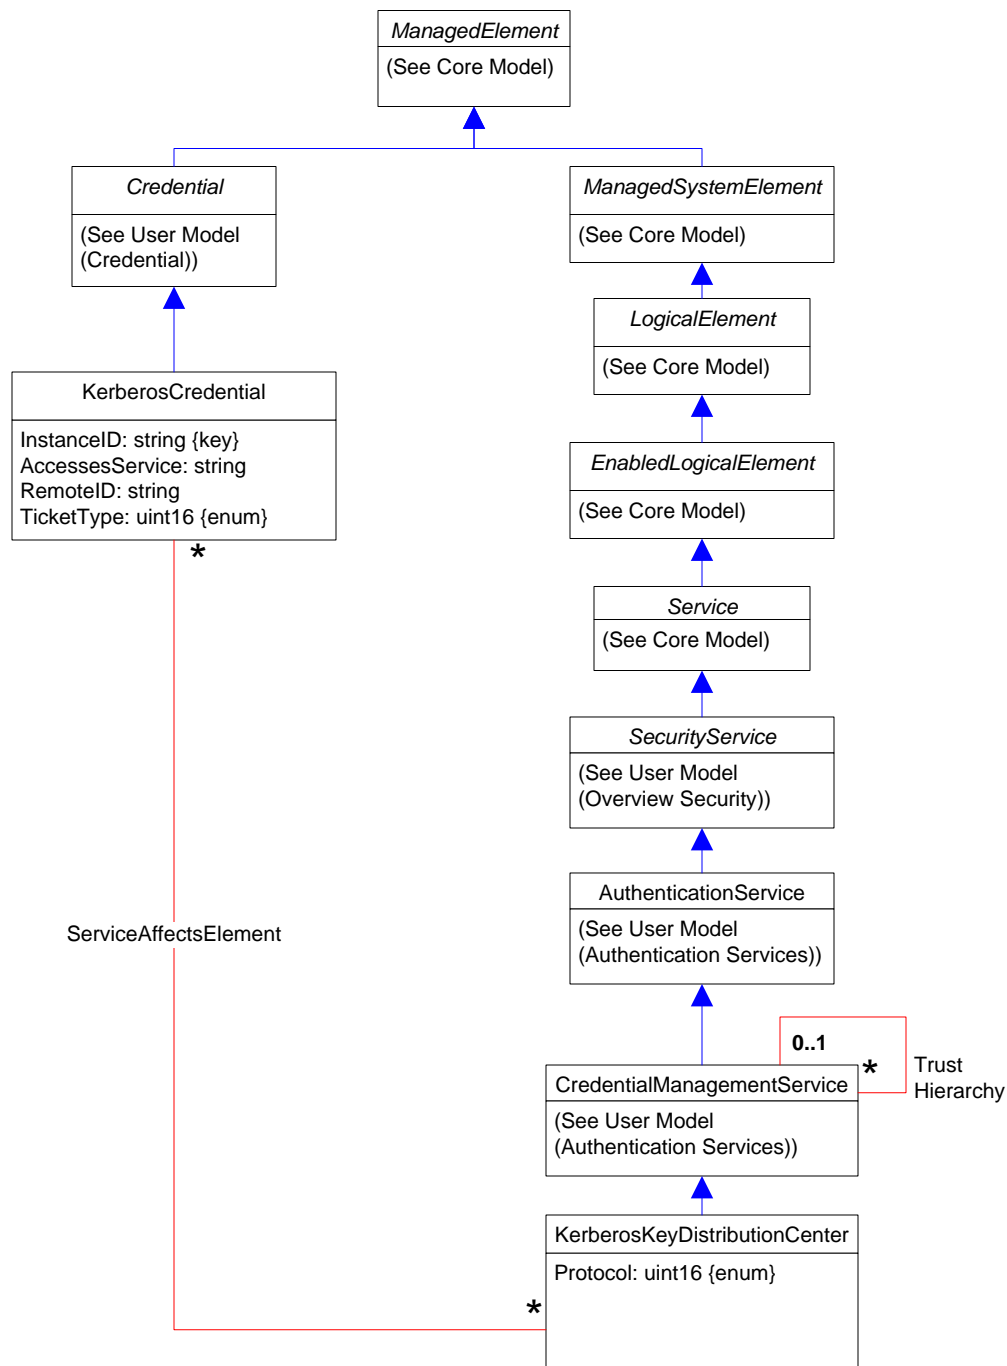 ManagedElement
(See Core Model)
Credential
(See User Model
(Credential))
ManagedSystemElement
(See Core Model)
LogicalElement
(See Core Model)
KerberosCredential
InstanceID: string {key}
AccessesService: string
RemoteID: string
TicketType: uint16 {enum}
*
EnabledLogicalElement
(See Core Model)
Service
(See Core Model)
SecurityService
(See User Model
(Overview Security))
AuthenticationService
(See User Model
(Authentication Services))
ServiceAffectsElement
0..1
*
Trust
Hierarchy
CredentialManagementService
(See User Model
(Authentication Services))
KerberosKeyDistributionCenter
Protocol: uint16 {enum}
*